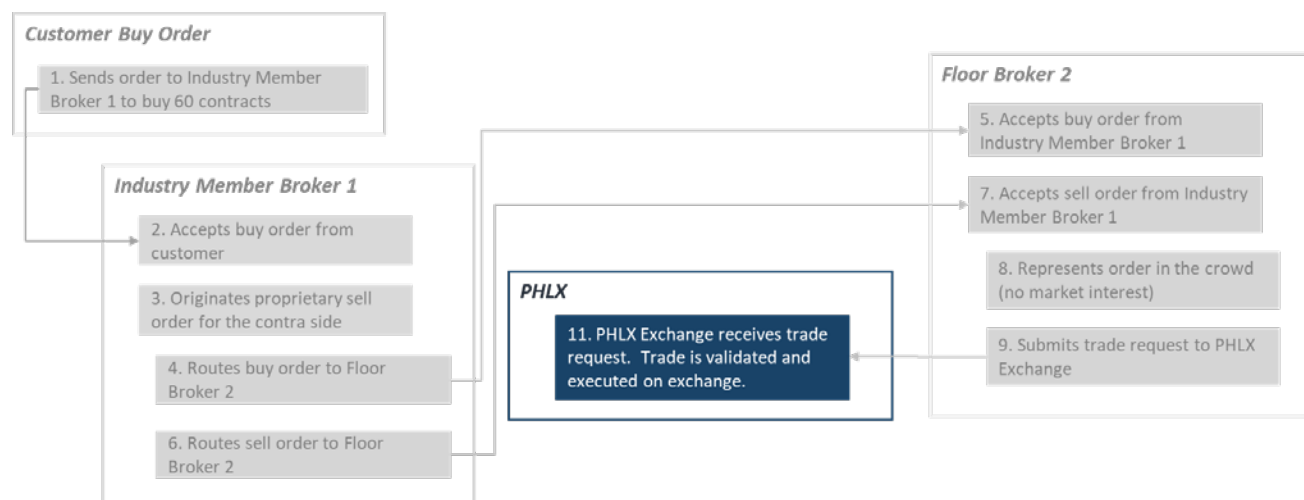 Customer Buy Order
1. Sends order to Industry Member
Broker 1 to buy 60 contracts
Industry Member Broker 1
2. Accepts buy order from
customer
3. Originates proprietary sell
order for the contra side
4. Routes buy order to Floor
Broker 2
6. Routes sell order to Floor
Broker 2
PHLX
11. PHLX Exchange receives trade
request.  Trade is validated and
executed on exchange.
Floor Broker 2
5. Accepts buy order from
Industry Member Broker 1
7. Accepts sell order from Industry
Member Broker 1
8. Represents order in the crowd
(no market interest)
9. Submits trade request to PHLX
Exchange